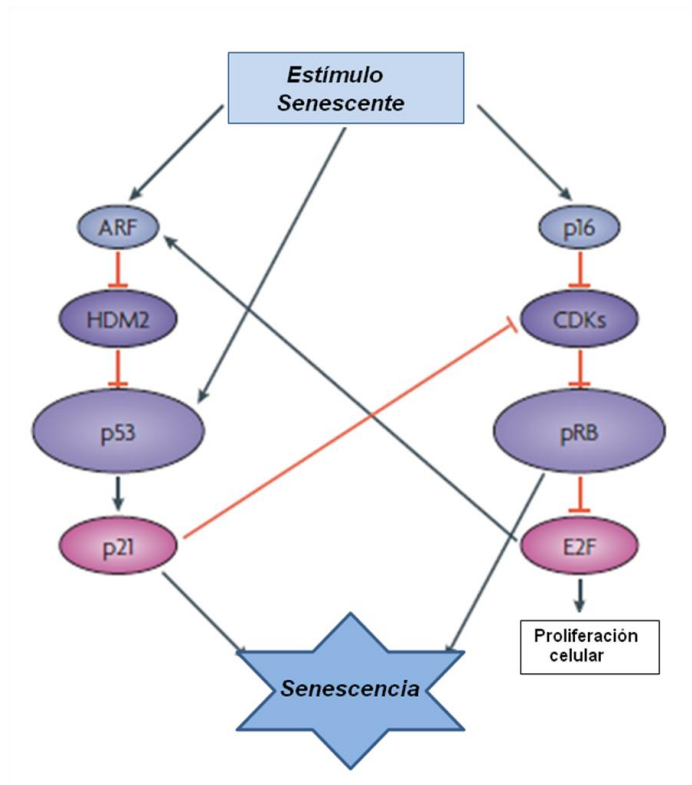 Estímulo
Senescente
ARF
p16
HDM2
CDKs
p53
pRB
p21
E2F
Proliferación
celular
Senescencia